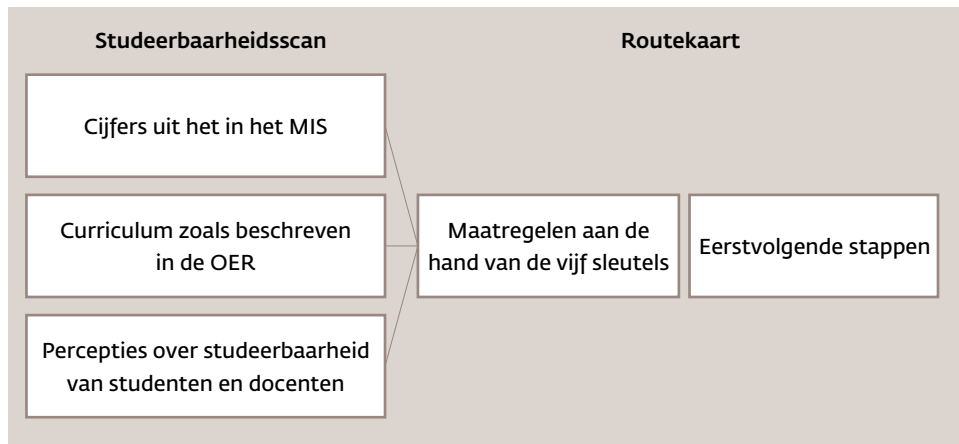 Studeerbaarheidsscan
Routekaart
Cijfers uit het in het MIS
Curriculum zoals beschreven
in de OER
Percepties over studeerbaarheid
van studenten en docenten
Maatregelen aan de
hand van de vijf sleutels
Eerstvolgende stappen